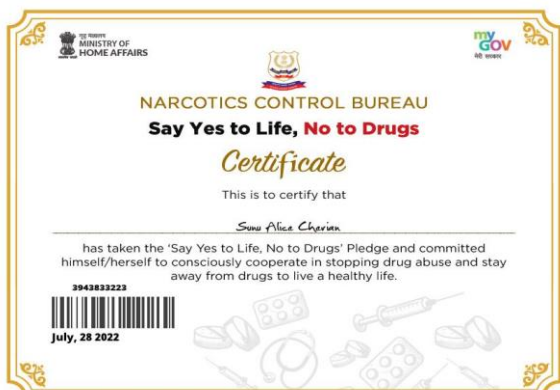 गृह मंत्रालय
MINISTRY OF
HOME AFFAIRS
my
GOV
मेरी सरकार
NARCOTICS CONTROL BUREAU
Say Yes to Life, No to Drugs
Certificate
This is to certify that
Sunu Alice Cherian
has taken the 'Say Yes to Life, No to Drugs' Pledge and committed
himself/herself to consciously cooperate in stopping drug abuse and stay
away from drugs to live a healthy life.
3943833223
July, 28 2022